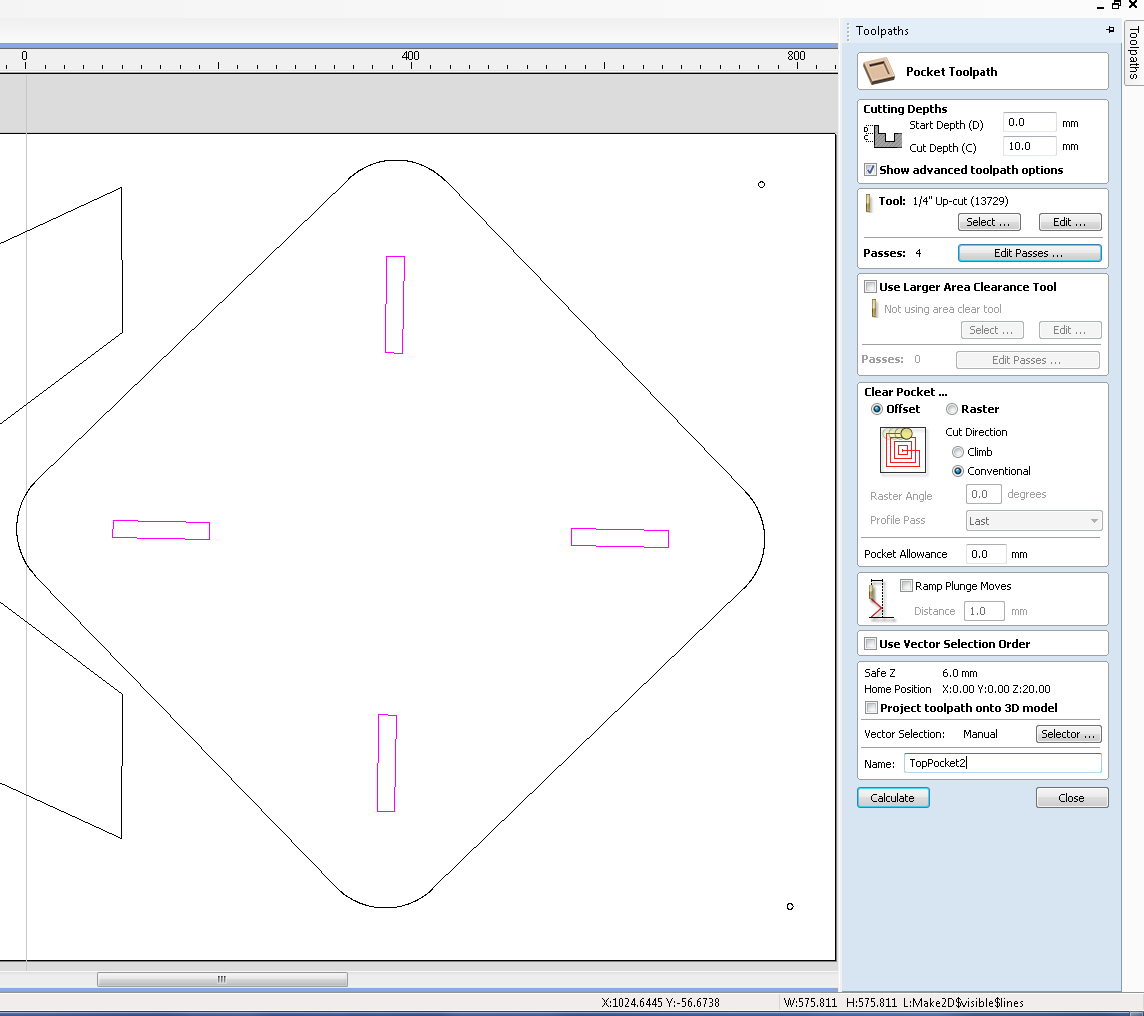 Toolpaths
Toolpaths
0 400 800
Pocket Toolpath
Cutting Depths
D
C
Start Depth (D) 0.0 mm
Cut Depth (C) 10.0 mm
Show advanced toolpath options
Tool: 1/4" Up-cut (13729)
Select ... Edit ...
Passes: 4 Edit Passes ...
Use Larger Area Clearance Tool
Not using area clear tool
Select ... Edit ...
Passes: 0 Edit Passes ...
Clear Pocket ...
Offset Raster
Cut Direction
Climb
Conventional
Raster Angle 0.0 degrees
Profile Pass Last
Pocket Allowance 0.0 mm
Ramp Plunge Moves
Distance 1.0 mm
Use Vector Selection Order
Safe Z 6.0 mm
Home Position X:0.00 Y:0.00 Z:20.00
Project toolpath onto 3D model
Vector Selection: Manual Selector ...
Name: TopPocket2
Calculate Close
X:1024.6445 Y:-56.6738 W:575.811 H:575.811 L:Make2D$visible$lines